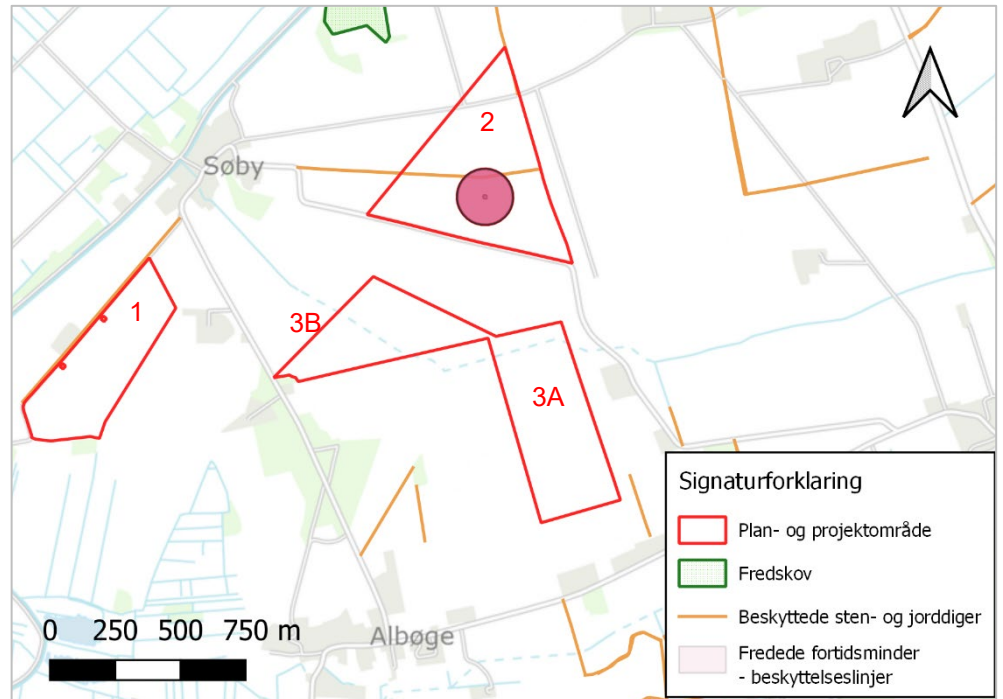 2
Søby
1
3B
3A
Signaturforklaring
Plan- og projektområde
Fredskov
Beskyttede sten- og jorddiger
Fredede fortidsminder
- beskyttelseslinjer
0 250 500 750 m
Albøge